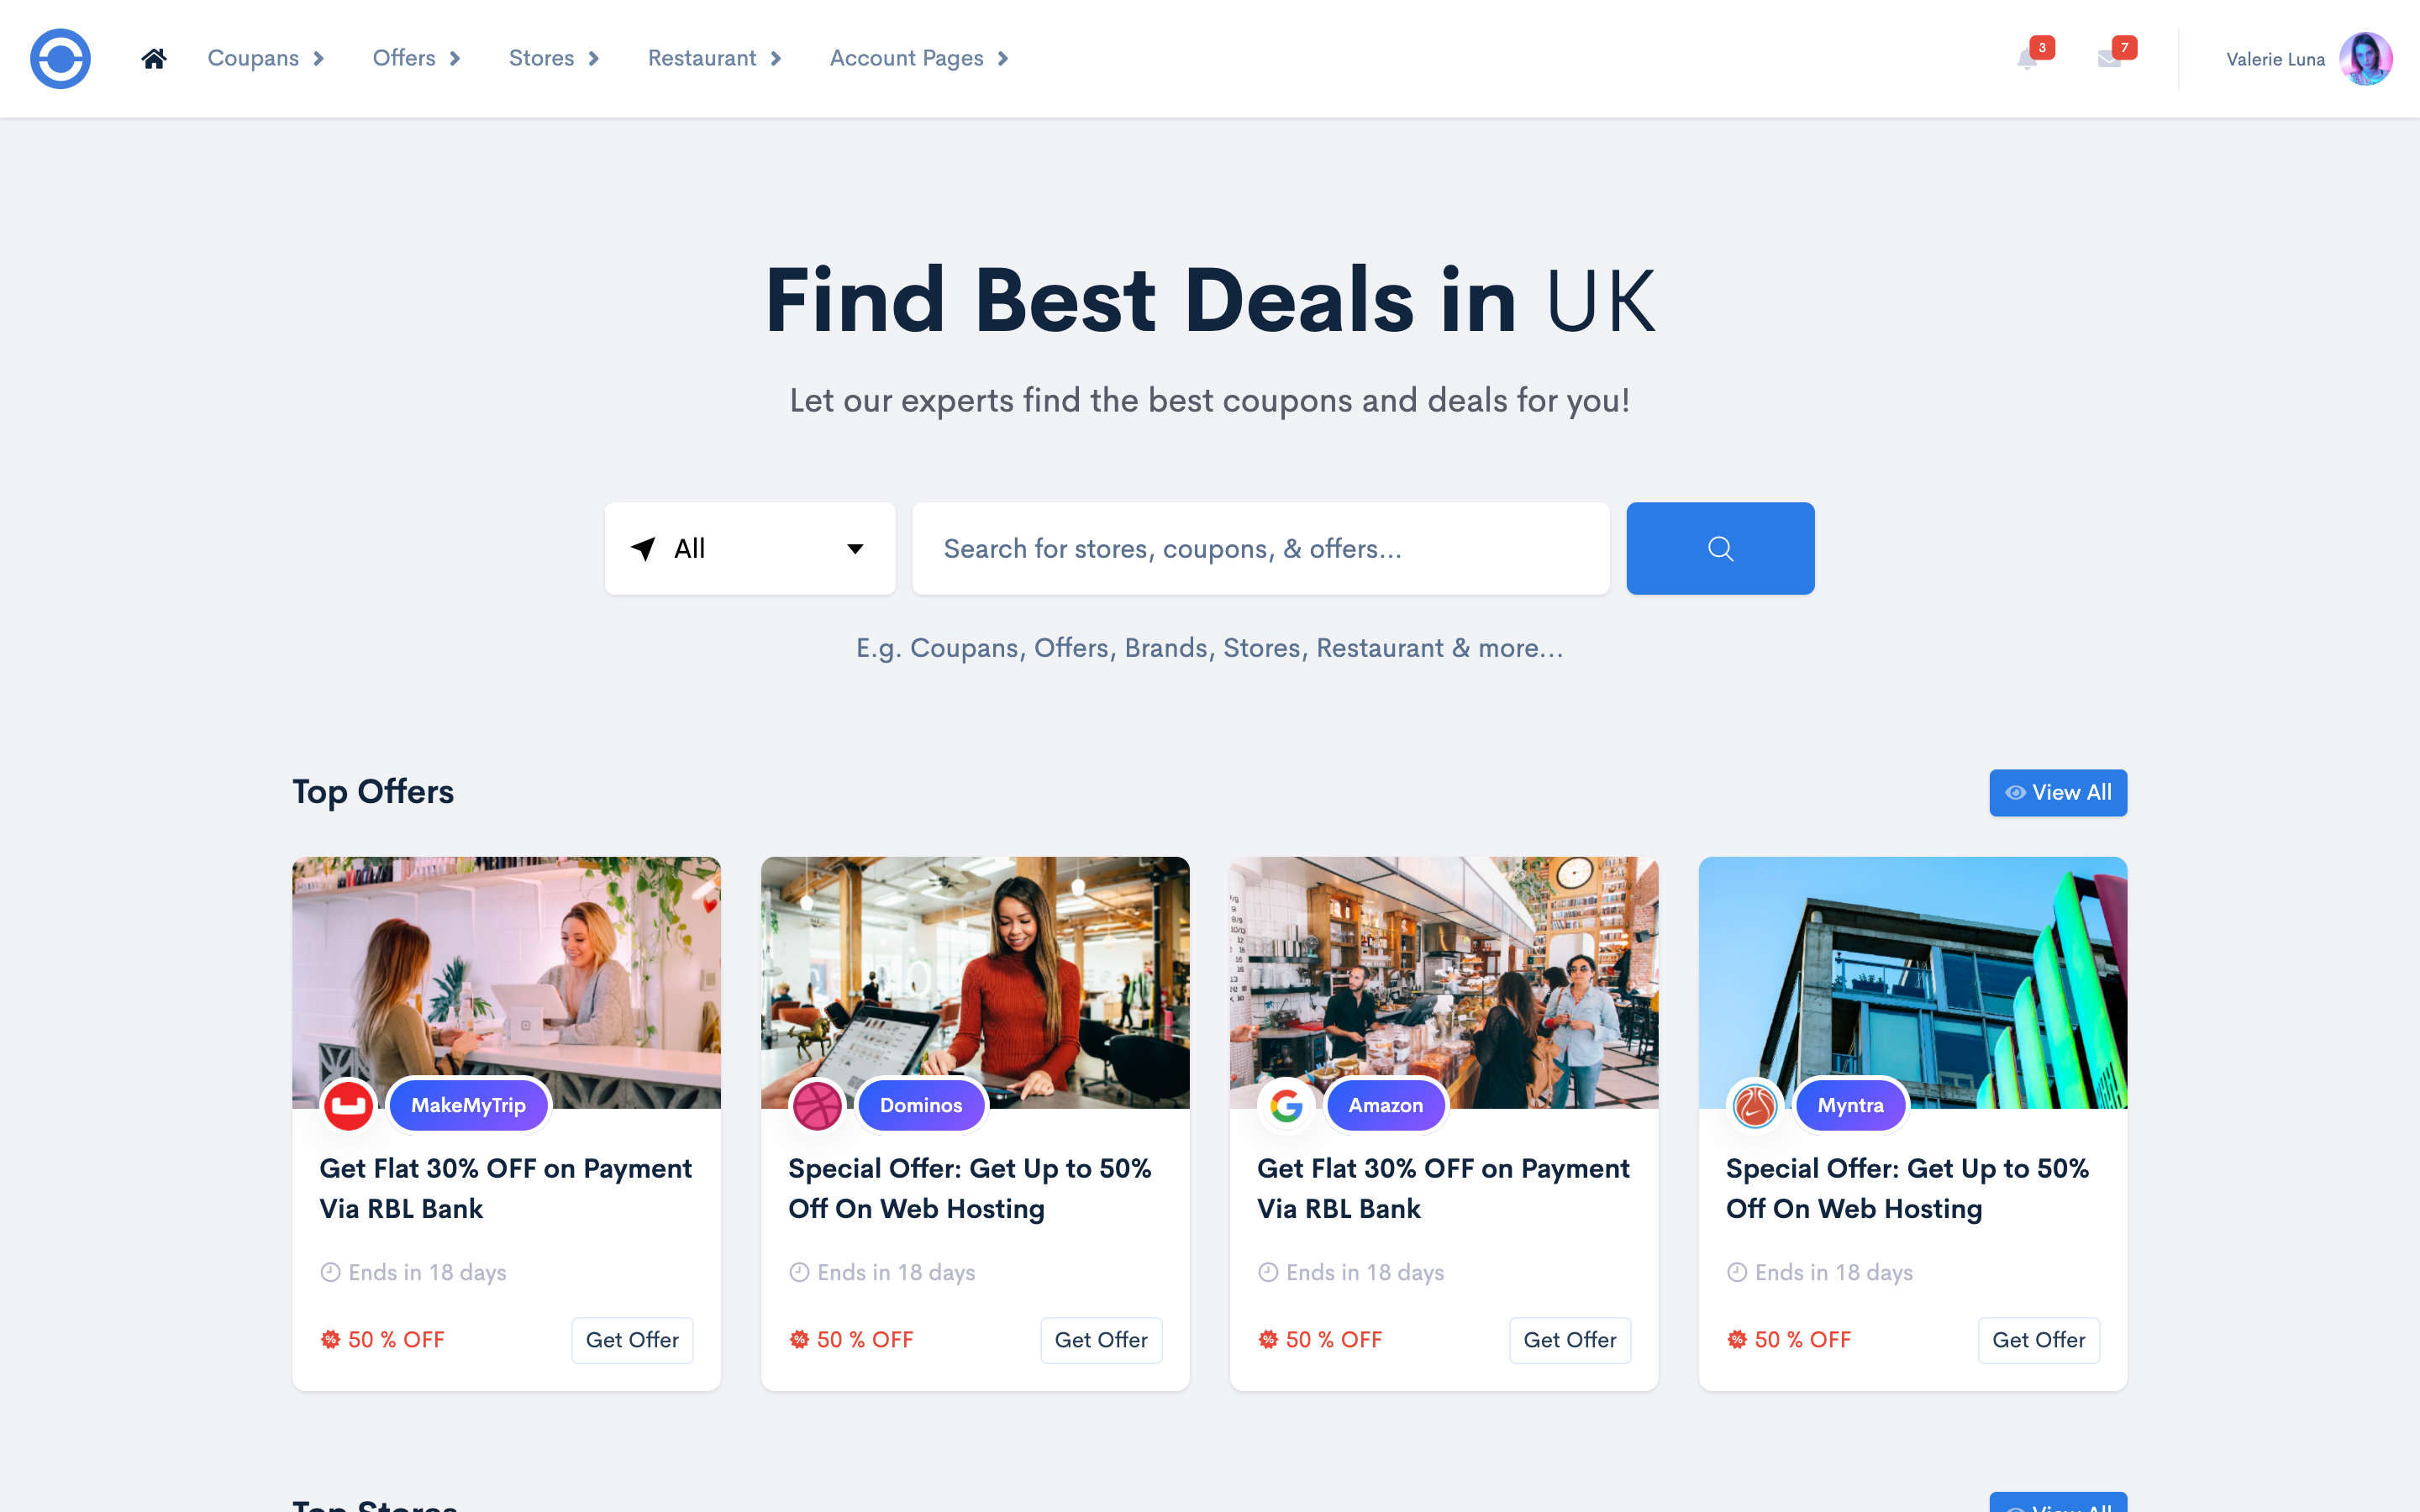 Coupans
Offers
Stores
Restaurant
Account Pages
3
7
Valerie Luna
Find Best Deals in UK
Let our experts find the best coupons and deals for you!
All
Search for stores, coupons, & offers...
E.g. Coupans, Offers, Brands, Stores, Restaurant & more...
Top Offers
View All
MakeMyTrip
Get Flat 30% OFF on Payment
Via RBL Bank
Ends in 18 days
50 % OFF
Get Offer
Dominos
Special Offer: Get Up to 50%
Off On Web Hosting
Ends in 18 days
50 % OFF
Get Offer
Amazon
Get Flat 30% OFF on Payment
Via RBL Bank
Ends in 18 days
50 % OFF
Get Offer
Myntra
Special Offer: Get Up to 50%
Off On Web Hosting
Ends in 18 days
50 % OFF
Get Offer
Top Stores
View All